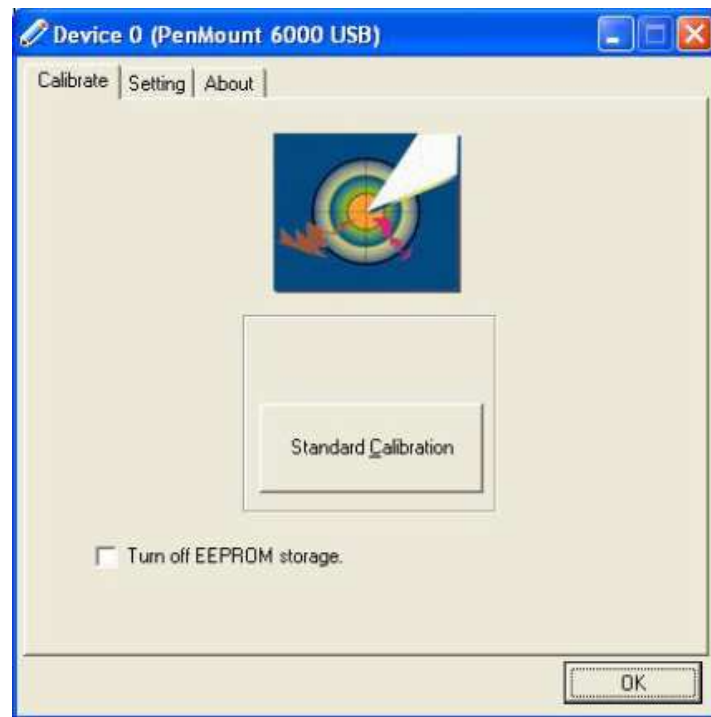 Device 0 (PenMount 6000 USB)
Calibrate Setting About
Standard Calibration
Turn off EEPROM storage.
OK